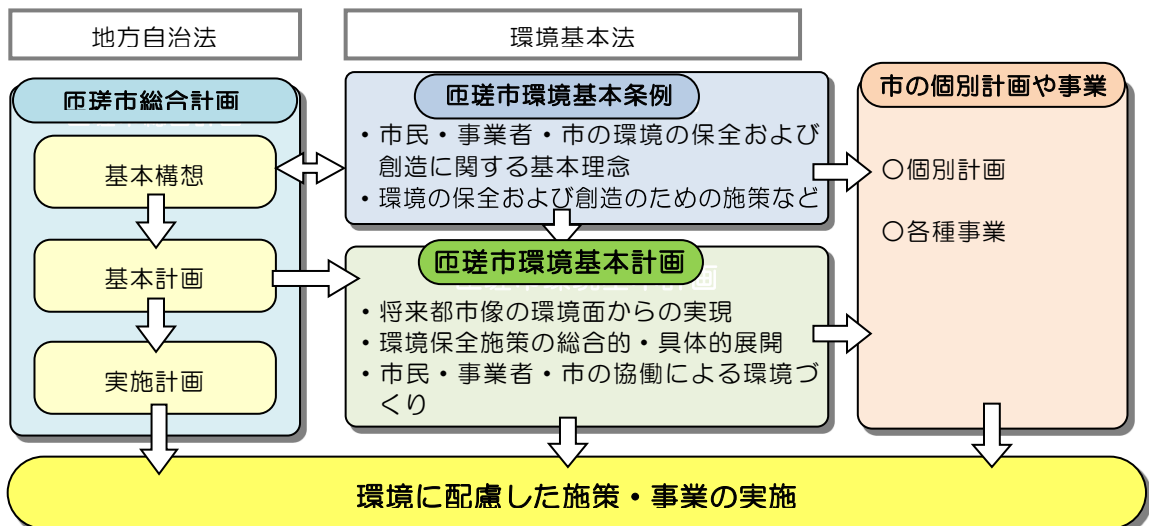 地方自治法
環境基本法
匝瑳市総合計画
基本構想
基本計画
実施計画
匝瑳市環境基本条例
・市民・事業者・市の環境の保全および
創造に関する基本理念
・環境の保全および創造のための施策など
匝瑳市環境基本計画
・将来都市像の環境面からの実現
・環境保全施策の総合的・具体的展開
・市民・事業者・市の協働による環境づ
くり
市の個別計画や事業
〇個別計画
〇各種事業
環境に配慮した施策・事業の実施